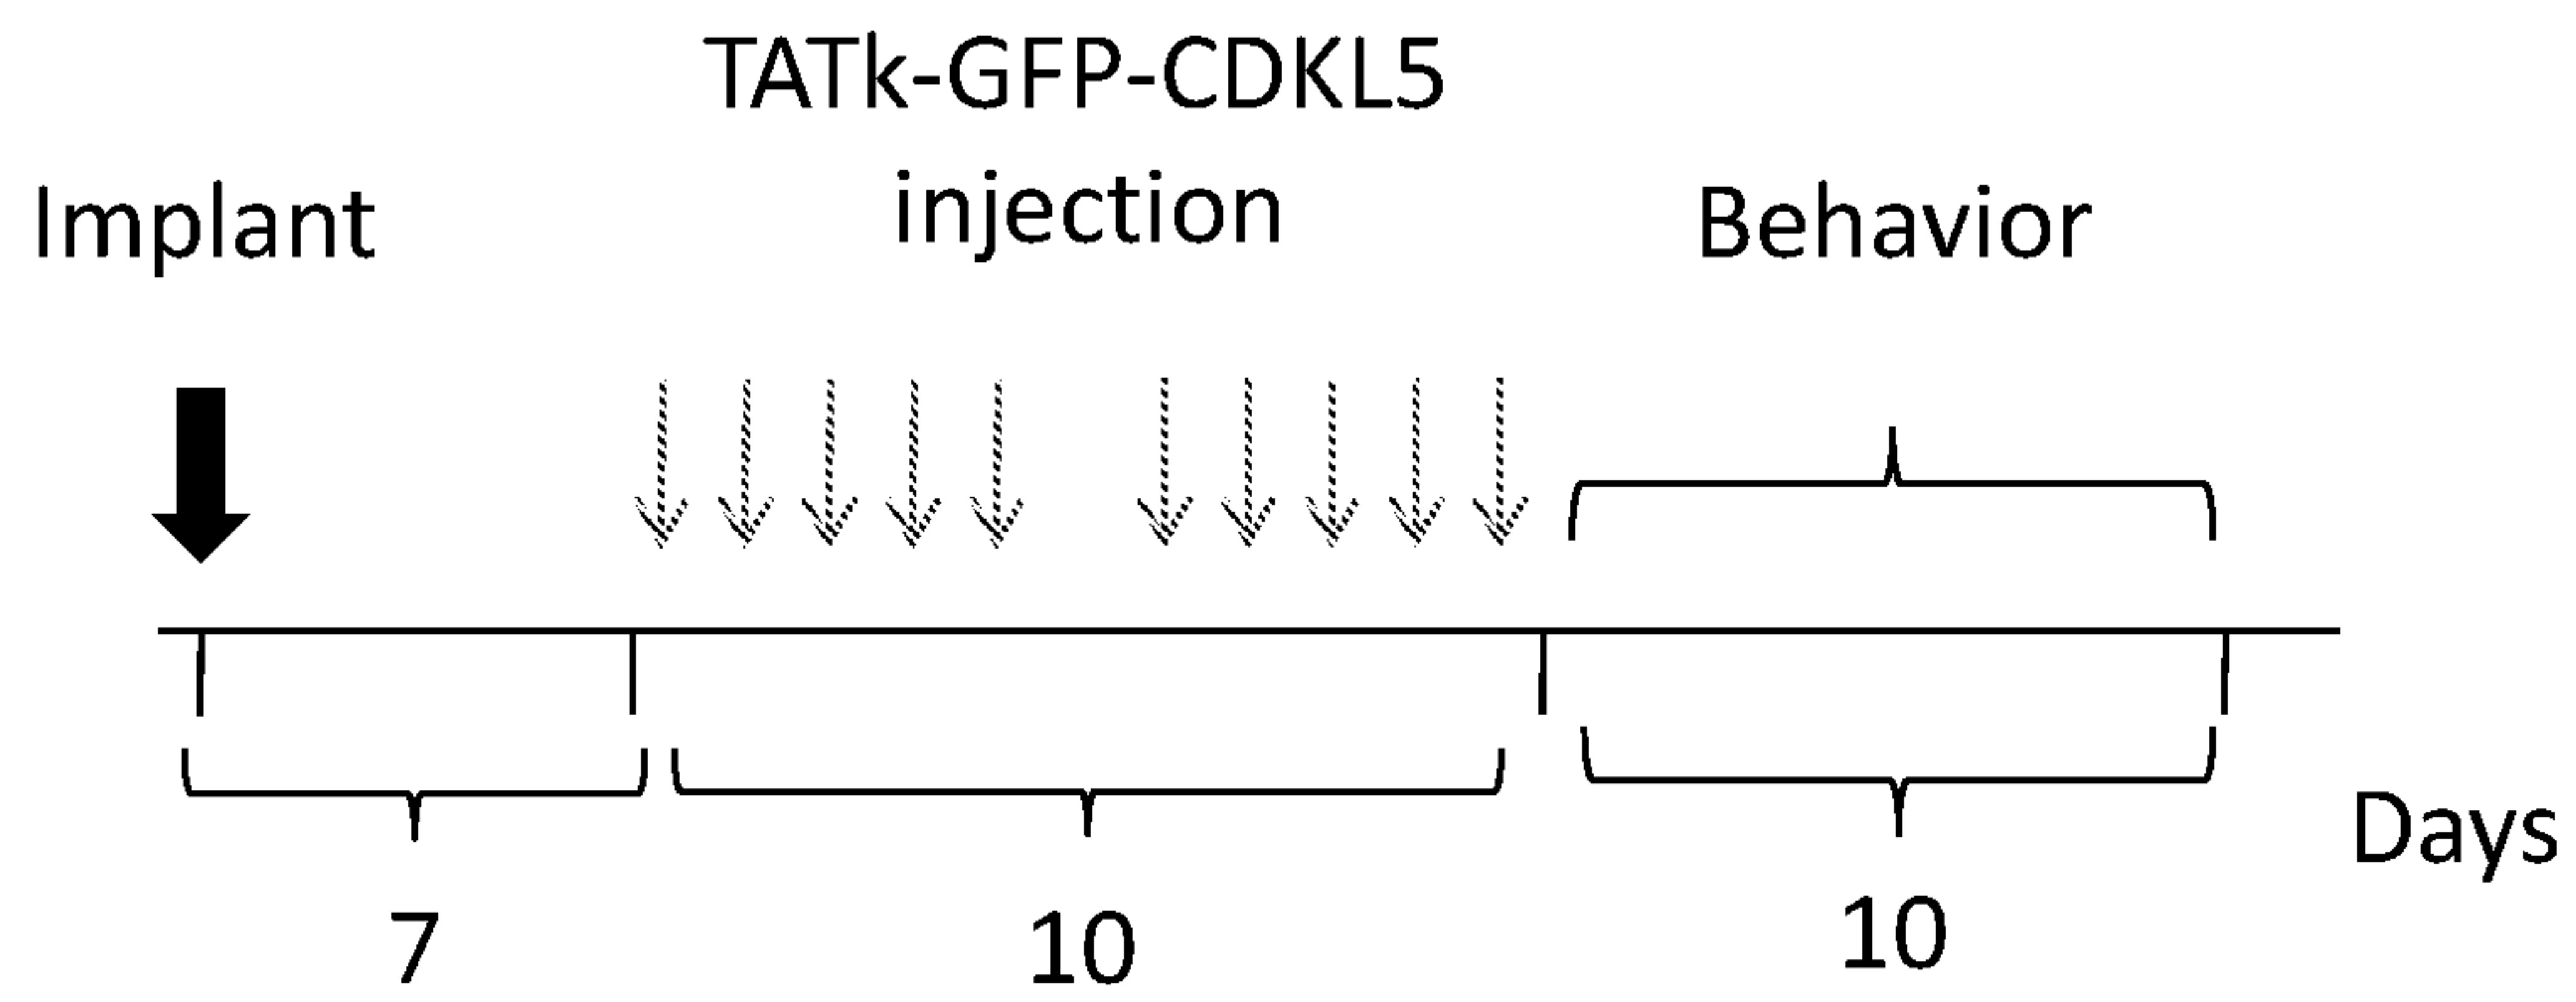 TATk-GFP-CDKL5
injection
Implant
Behavior
Days
7
10
10